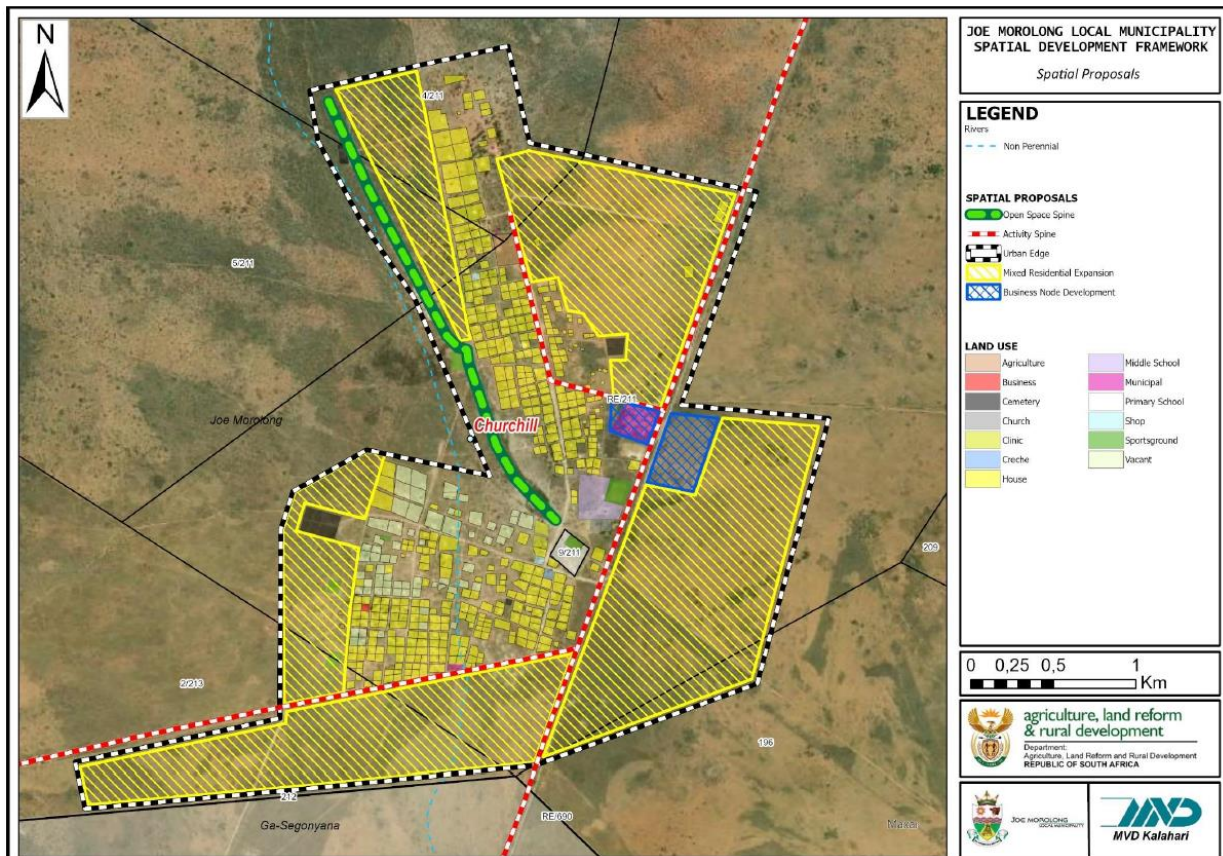 N
4/211
5/211
Joe Morolong
Churchill
RE/211
9/211
209
2/213
196
212
Ga-Segonyana
RE/690
JOE MOROLONG LOCAL MUNICIPALITY
SPATIAL DEVELOPMENT FRAMEWORK
Spatial Proposals
LEGEND
Rivers
Non Perennial
SPATIAL PROPOSALS
Open Space Spine
Activity Spine
Urban Edge
Mixed Residential Expansion
Business Node Development
LAND USE
Agriculture
Business
Cemetery
Church
Clinic
Creche
House
Middle School
Municipal
Primary School
Shop
Sportsground
Vacant
0 0,25 0,5 1
Km
agriculture, land reform
& rural development
Department:
Agriculture, Land Reform and Rural Development
REPUBLIC OF SOUTH AFRICA
JOE MOROLONG
LOCAL MUNICIPALITY
MVD
MVD Kalahari